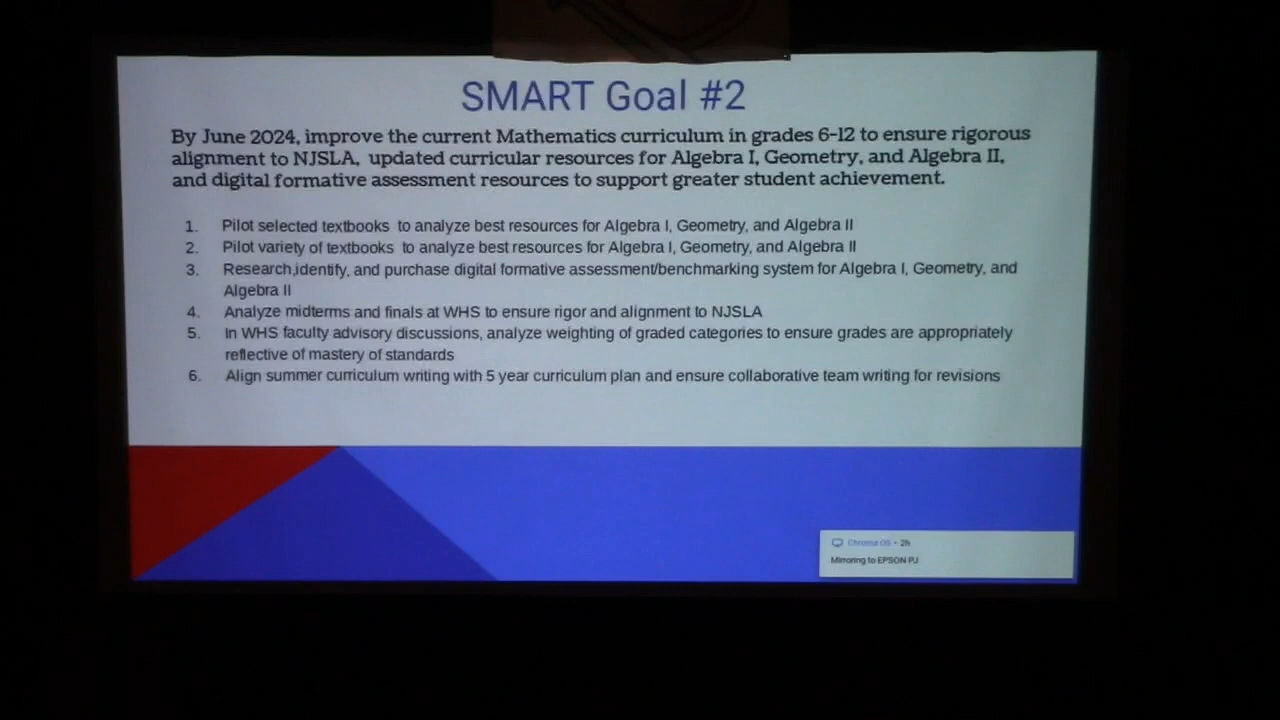 SMART Goal #2
By June 2024, improve the current Mathematics curriculum in grades 6-12 to ensure rigorous
alignment to NJSLA, updated curricular resources for Algebra I, Geometry, and Algebra II,
and digital formative assessment resources to support greater student achievement.
1. Pilot selected textbooks to analyze best resources for Algebra I, Geometry, and Algebra II
2. Pilot variety of textbooks to analyze best resources for Algebra I, Geometry, and Algebra II
3. Research,identify, and purchase digital formative assessment/benchmarking system for Algebra I, Geometry, and
Algebra II
4. Analyze midterms and finals at WHS to ensure rigor and alignment to NJSLA
5. In WHS faculty advisory discussions, analyze weighting of graded categories to ensure grades are appropriately
reflective of mastery of standards
6. Align summer curriculum writing with 5 year curriculum plan and ensure collaborative team writing for revisions
Chrome OS • 2h
Mirroring to EPSON PJ